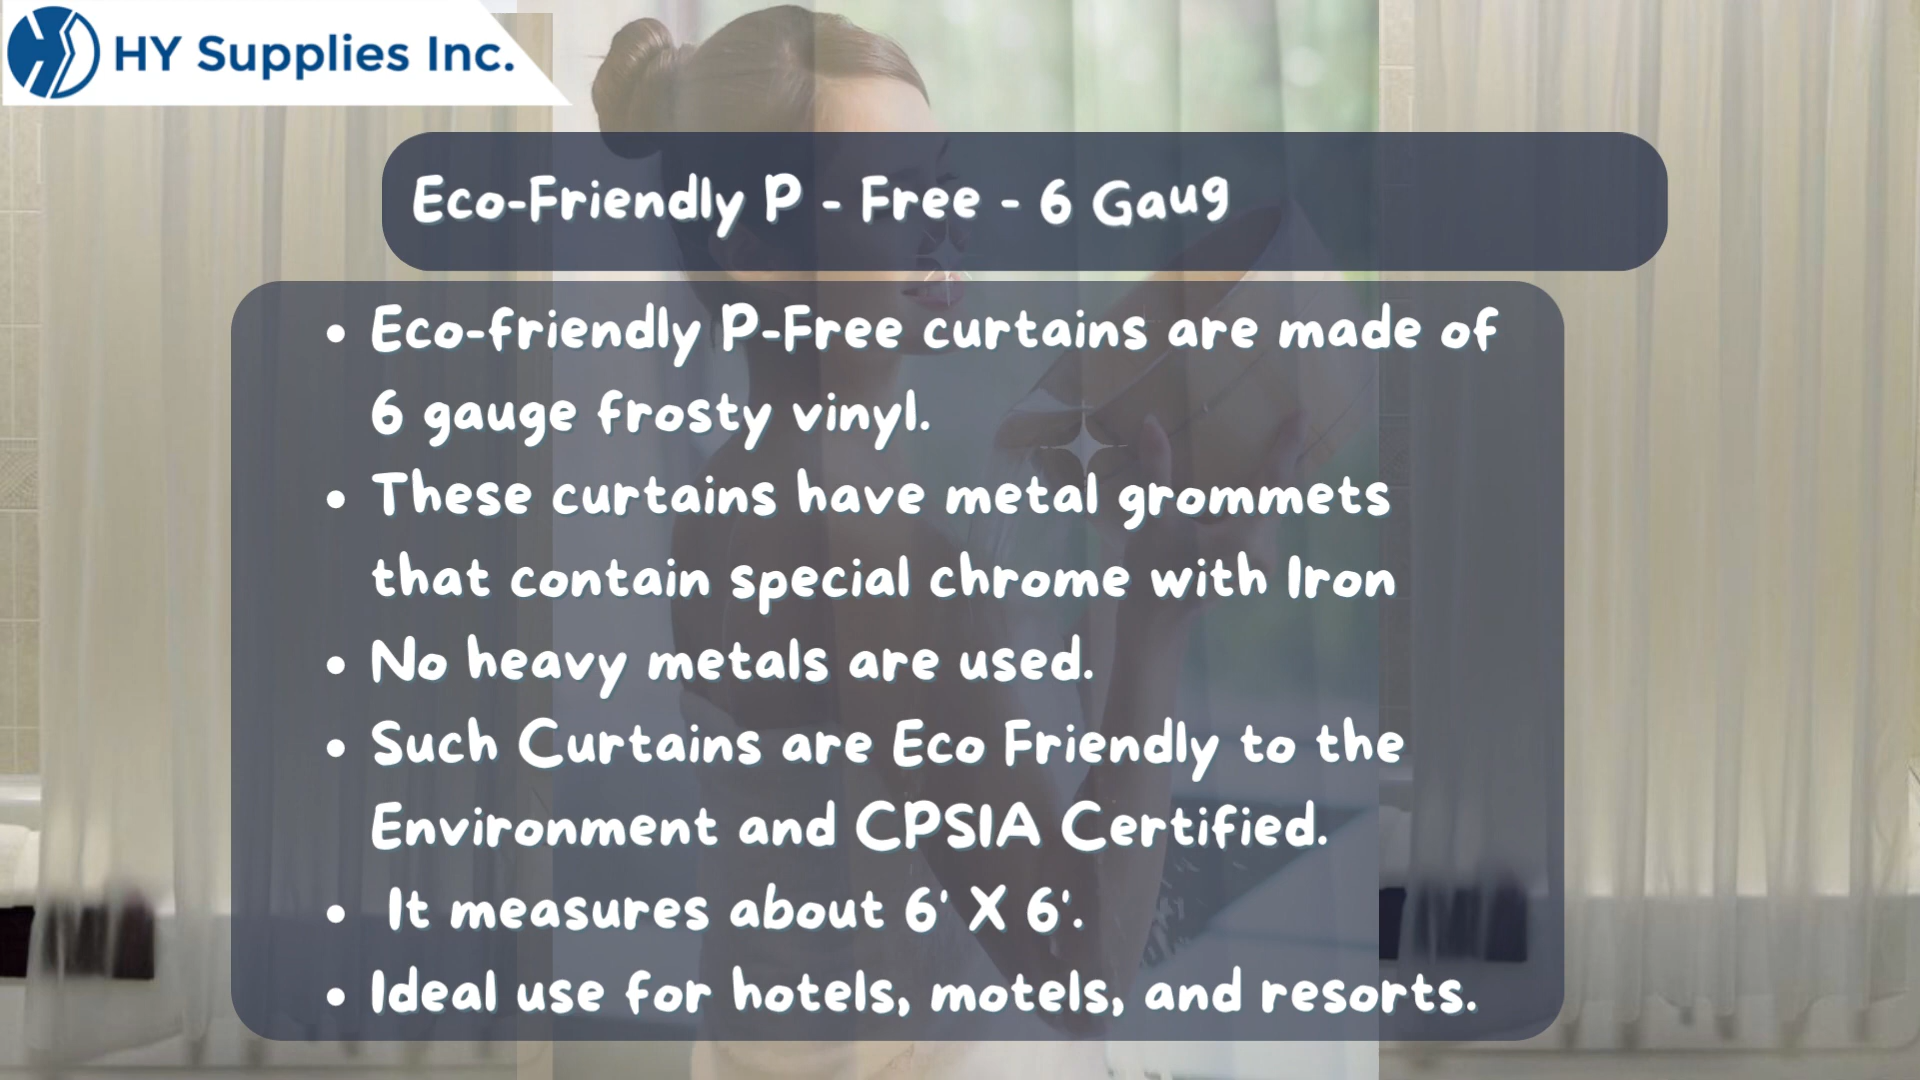 HY Supplies Inc.
Eco-Friendly P - Free - 6 Gaug
• Eco-friendly P-Free curtains are made of
6 gauge frosty vinyl.
• These curtains have metal grommets
that contain special chrome with Iron
• No heavy metals are used.
• Such Curtains are Eco Friendly to the
Environment and CPSIA Certified.
• It measures about 6' X 6'.
• Ideal use for hotels, motels, and resorts.